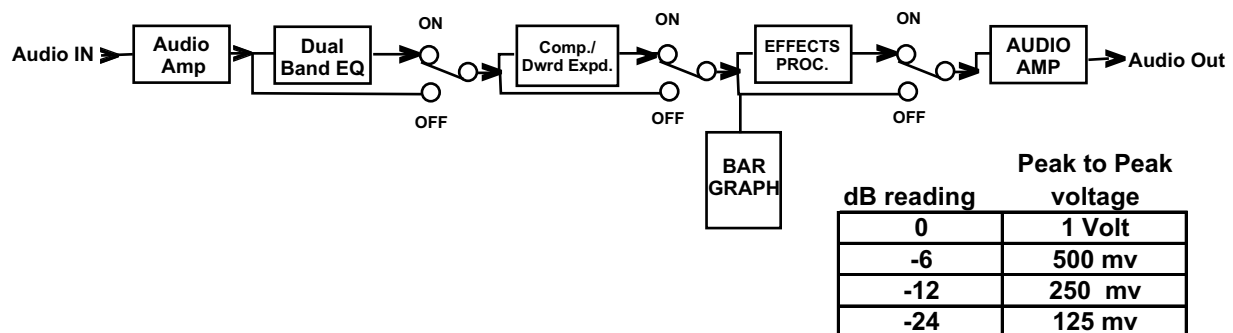 Audio IN
Audio
Amp
Dual
Band EQ
ON
OFF
Comp./
Dwrd Expd.
ON
OFF
EFFECTS
PROC.
ON
OFF
AUDIO
AMP
Audio Out
BAR
GRAPH
dB reading Peak to Peak
voltage
0 1 Volt
-6 500 mv
-12 250 mv
-24 125 mv